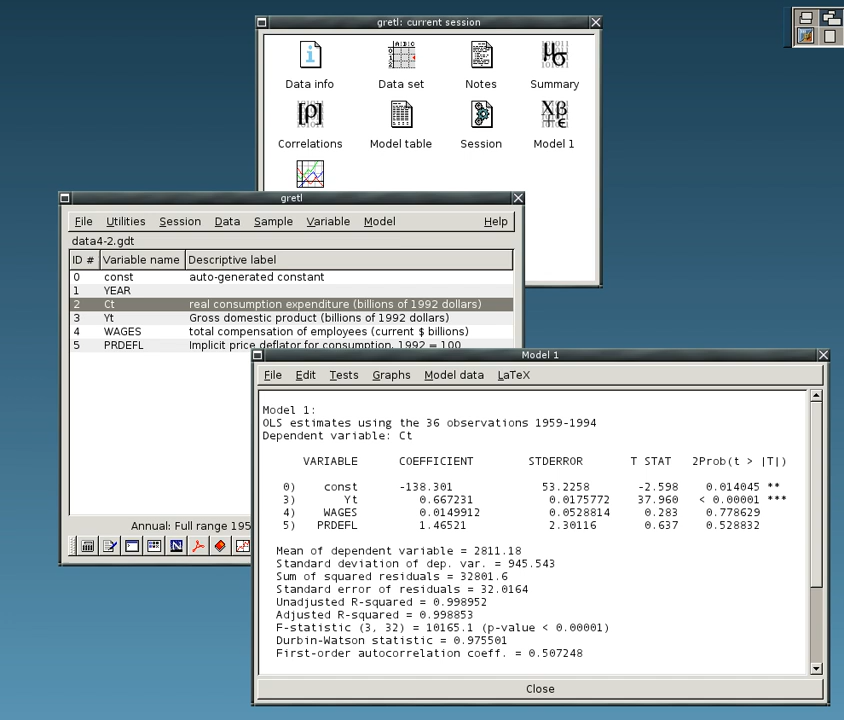 gretl: current session
Data info
Data set
Notes
Summary
Correlations
Model table
Session
Model 1
gretl
File Utilities Session Data Sample Variable Model Help
data4-2.gdt
ID # Variable name Descriptive label
0 const auto-generated constant
1 YEAR
2 Ct real consumption expenditure (billions of 1992 dollars)
3 Yt Gross domestic product (billions of 1992 dollars)
4 WAGES total compensation of employees (current $ billions)
5 PRDEFL Implicit price deflator for consumption, 1992 = 100
Annual: Full range 195
Model 1
File Edit Tests Graphs Model data LaTeX
Model 1:
OLS estimates using the 36 observations 1959-1994
Dependent variable: Ct
VARIABLE COEFFICIENT STDERROR T STAT 2Prob(t > |T|)
0) const -138.301 53.2258 -2.598 0.014045 **
3) Yt 0.667231 0.0175772 37.960 < 0.00001 ***
4) WAGES 0.0149912 0.0528814 0.283 0.778629
5) PRDEFL 1.46521 2.30116 0.637 0.528832
Mean of dependent variable = 2811.18
Standard deviation of dep. var. = 945.543
Sum of squared residuals = 32801.6
Standard error of residuals = 32.0164
Unadjusted R-squared = 0.998952
Adjusted R-squared = 0.998853
F-statistic (3, 32) = 10165.1 (p-value < 0.00001)
Durbin-Watson statistic = 0.975501
First-order autocorrelation coeff. = 0.507248
Close